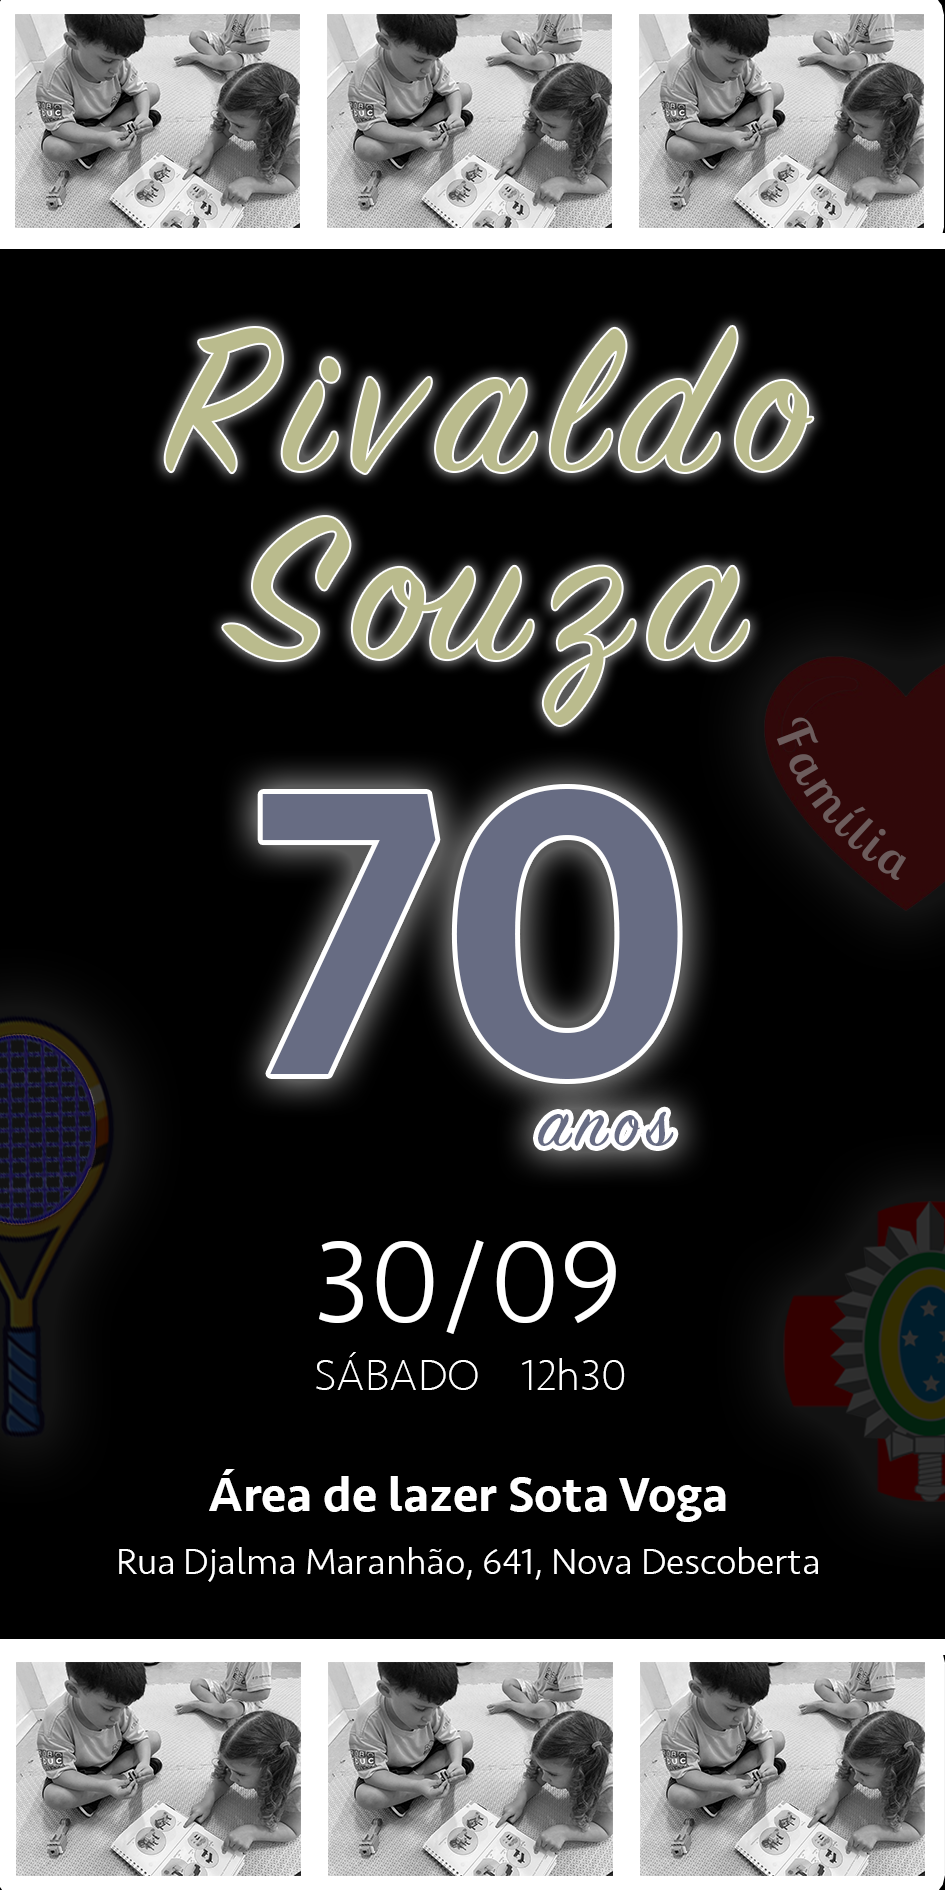 Rivaldo
Souza
Família
70
anos
30/09
SÁBADO 12h30
Área de lazer Sota Voga
Rua Djalma Maranhão, 641, Nova Descoberta